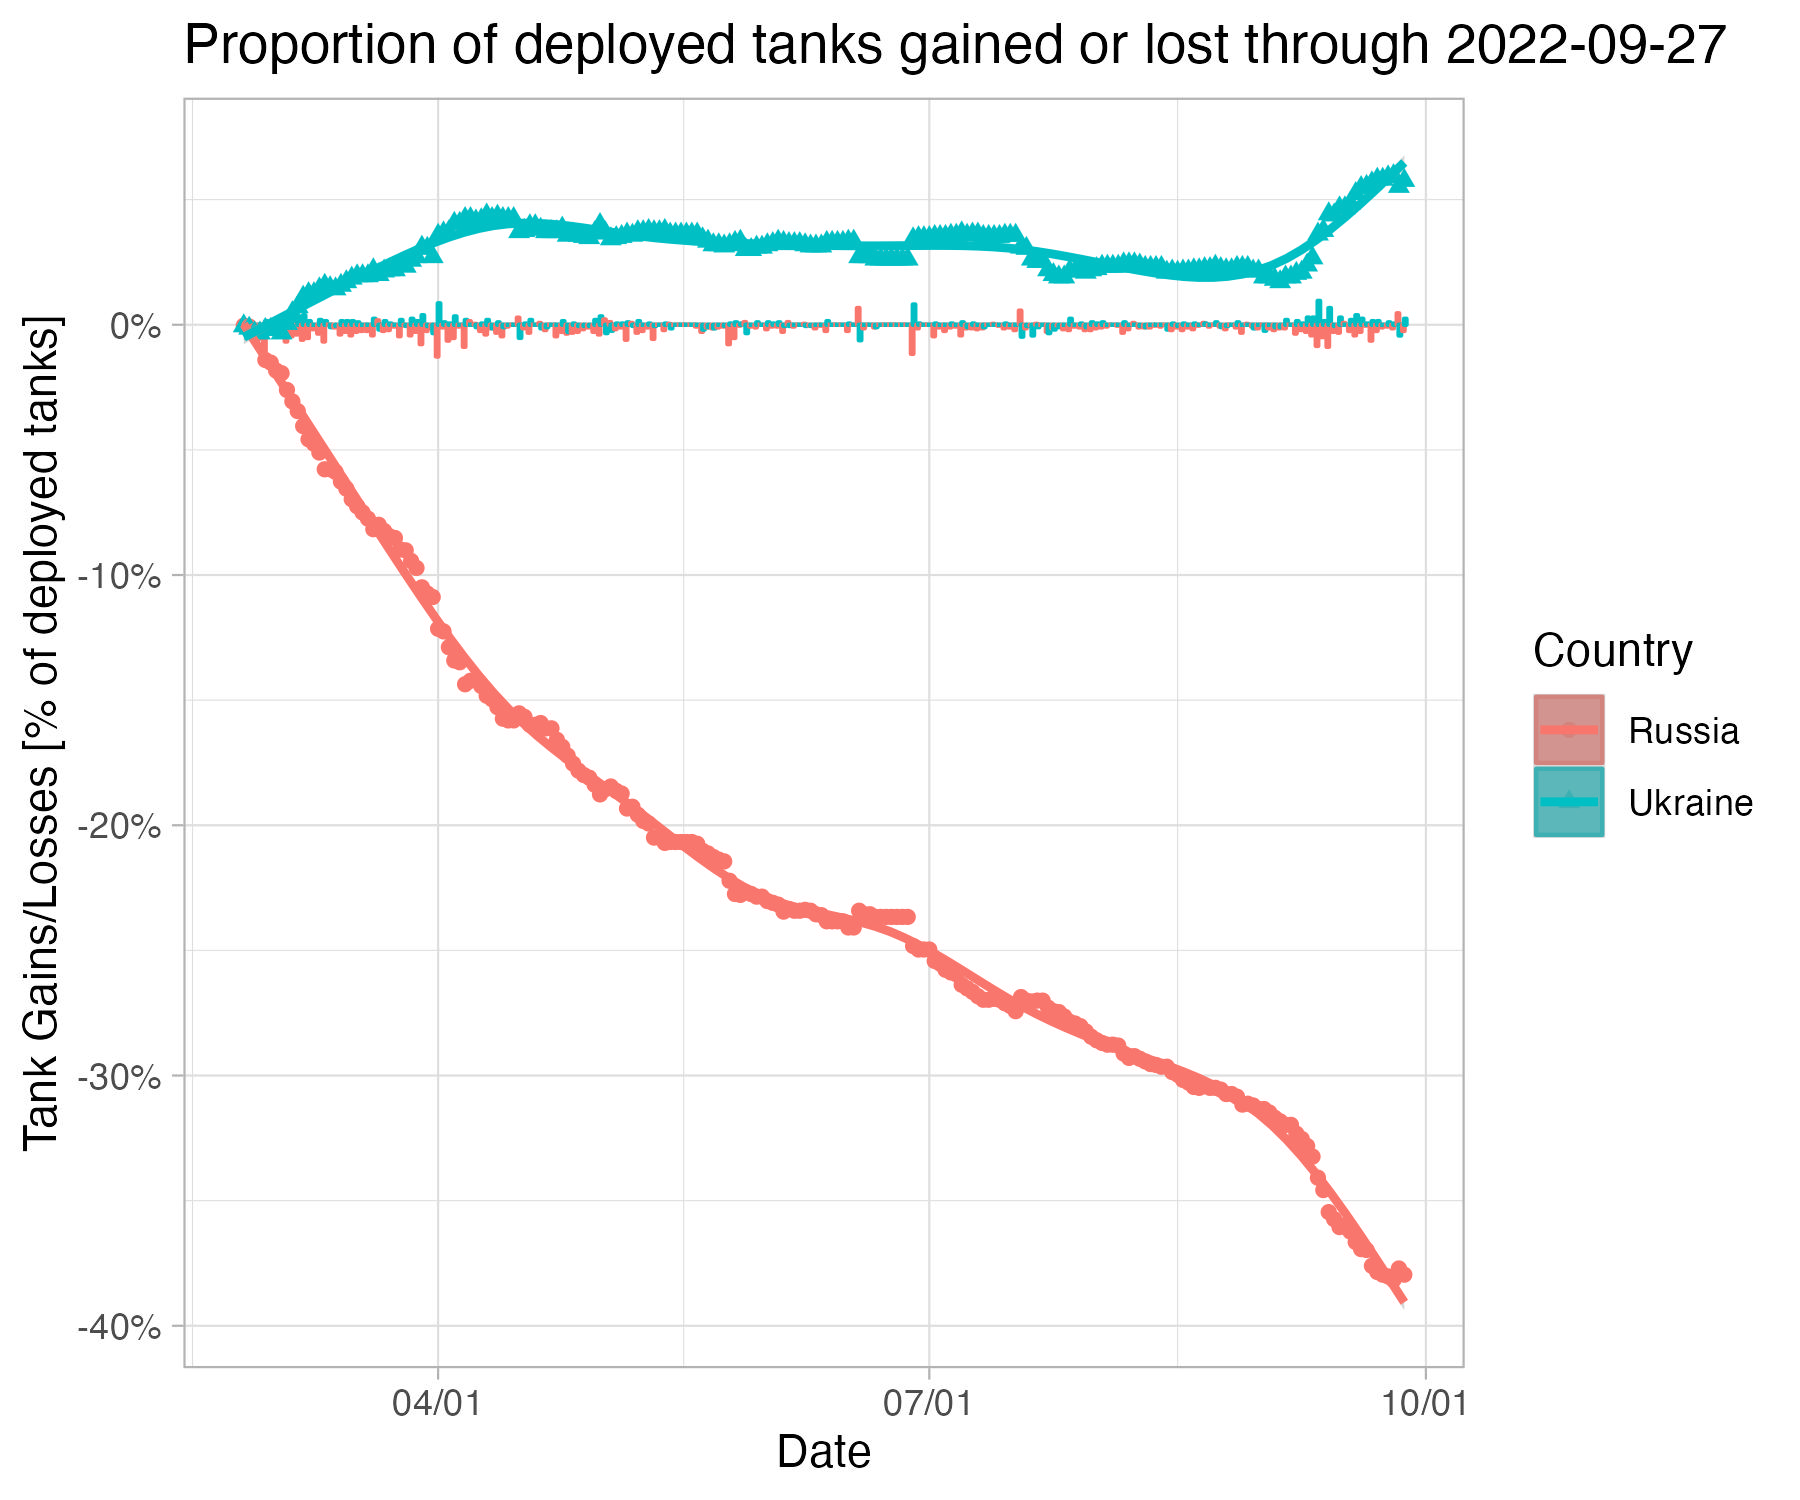 Proportion of deployed tanks gained or lost through 2022-09-27
Tank Gains/Losses [% of deployed tanks]
0%
-10%
-20%
-30%
-40%
04/01
07/01
10/01
Date
Country
Russia
Ukraine